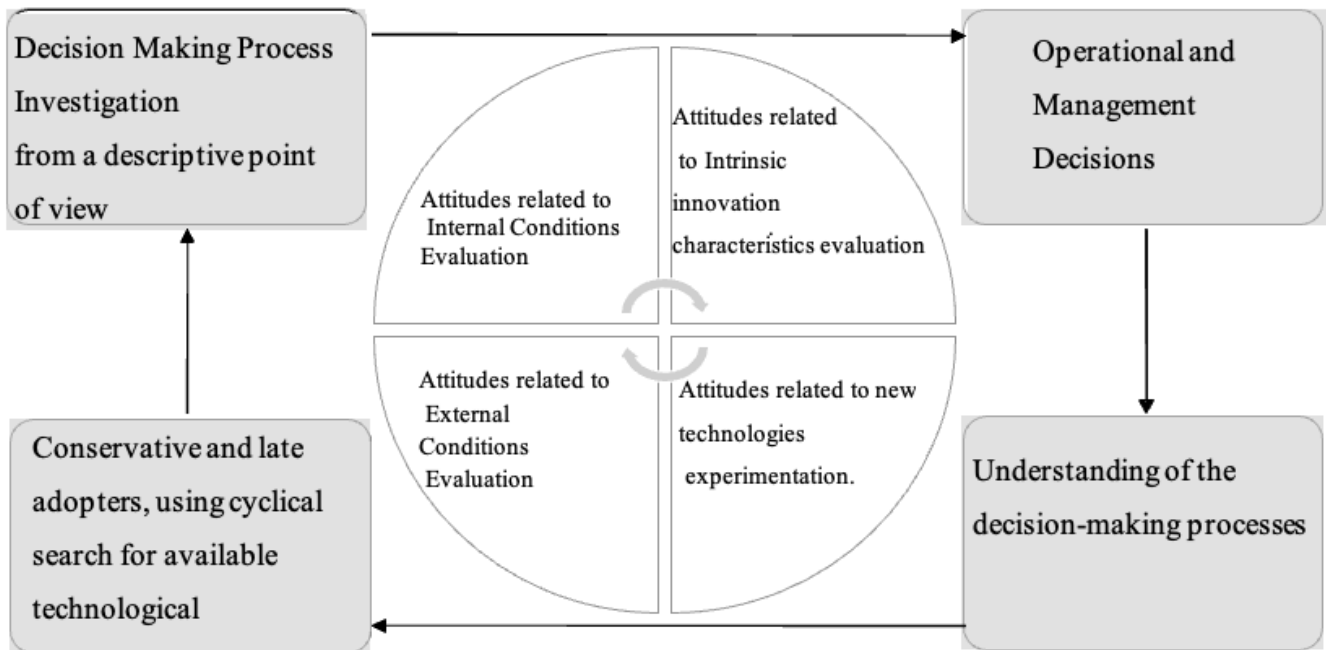 Decision Making Process
Investigation
from a descriptive point
of view
Operational and
Management
Decisions
Attitudes related to
Internal Conditions
Evaluation
Attitudes related
to Intrinsic
innovation
characterístics evaluation
Attitudes related to
External
Conditions
Evaluation
Attitudes related to new
technologies
experimentation.
Conservative and late
adopters, using cyclical
search for available
technological
Understanding of the
decision-making processes